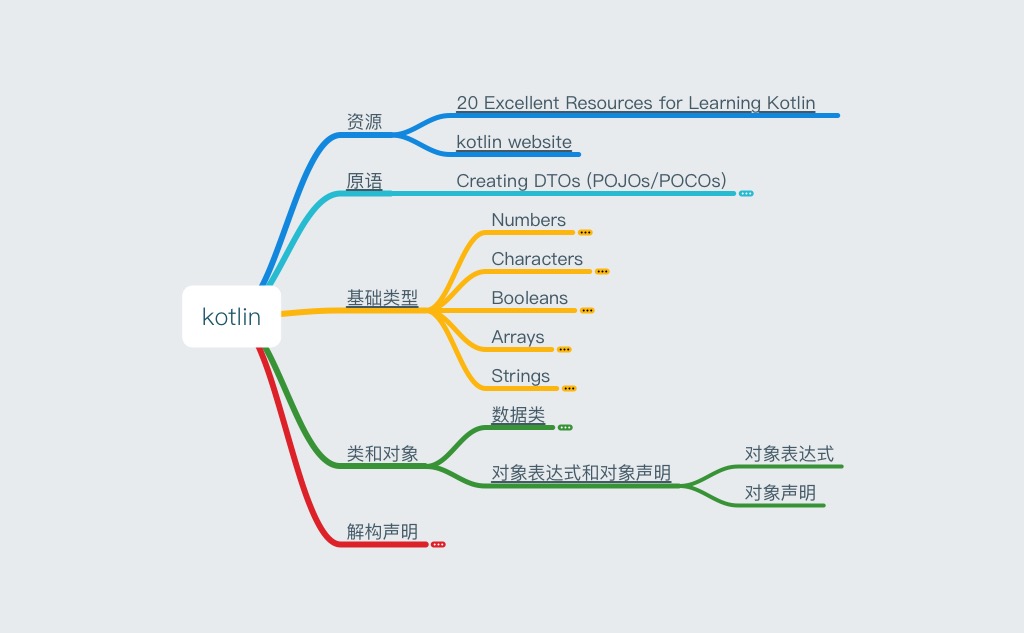 kotlin
资源
20 Excellent Resources for Learning Kotlin
kotlin website
原语
Creating DTOs (POJOs/POCOs)
基础类型
Numbers
Characters
Booleans
Arrays
Strings
类和对象
数据类
对象表达式和对象声明
对象表达式
对象声明
解构声明